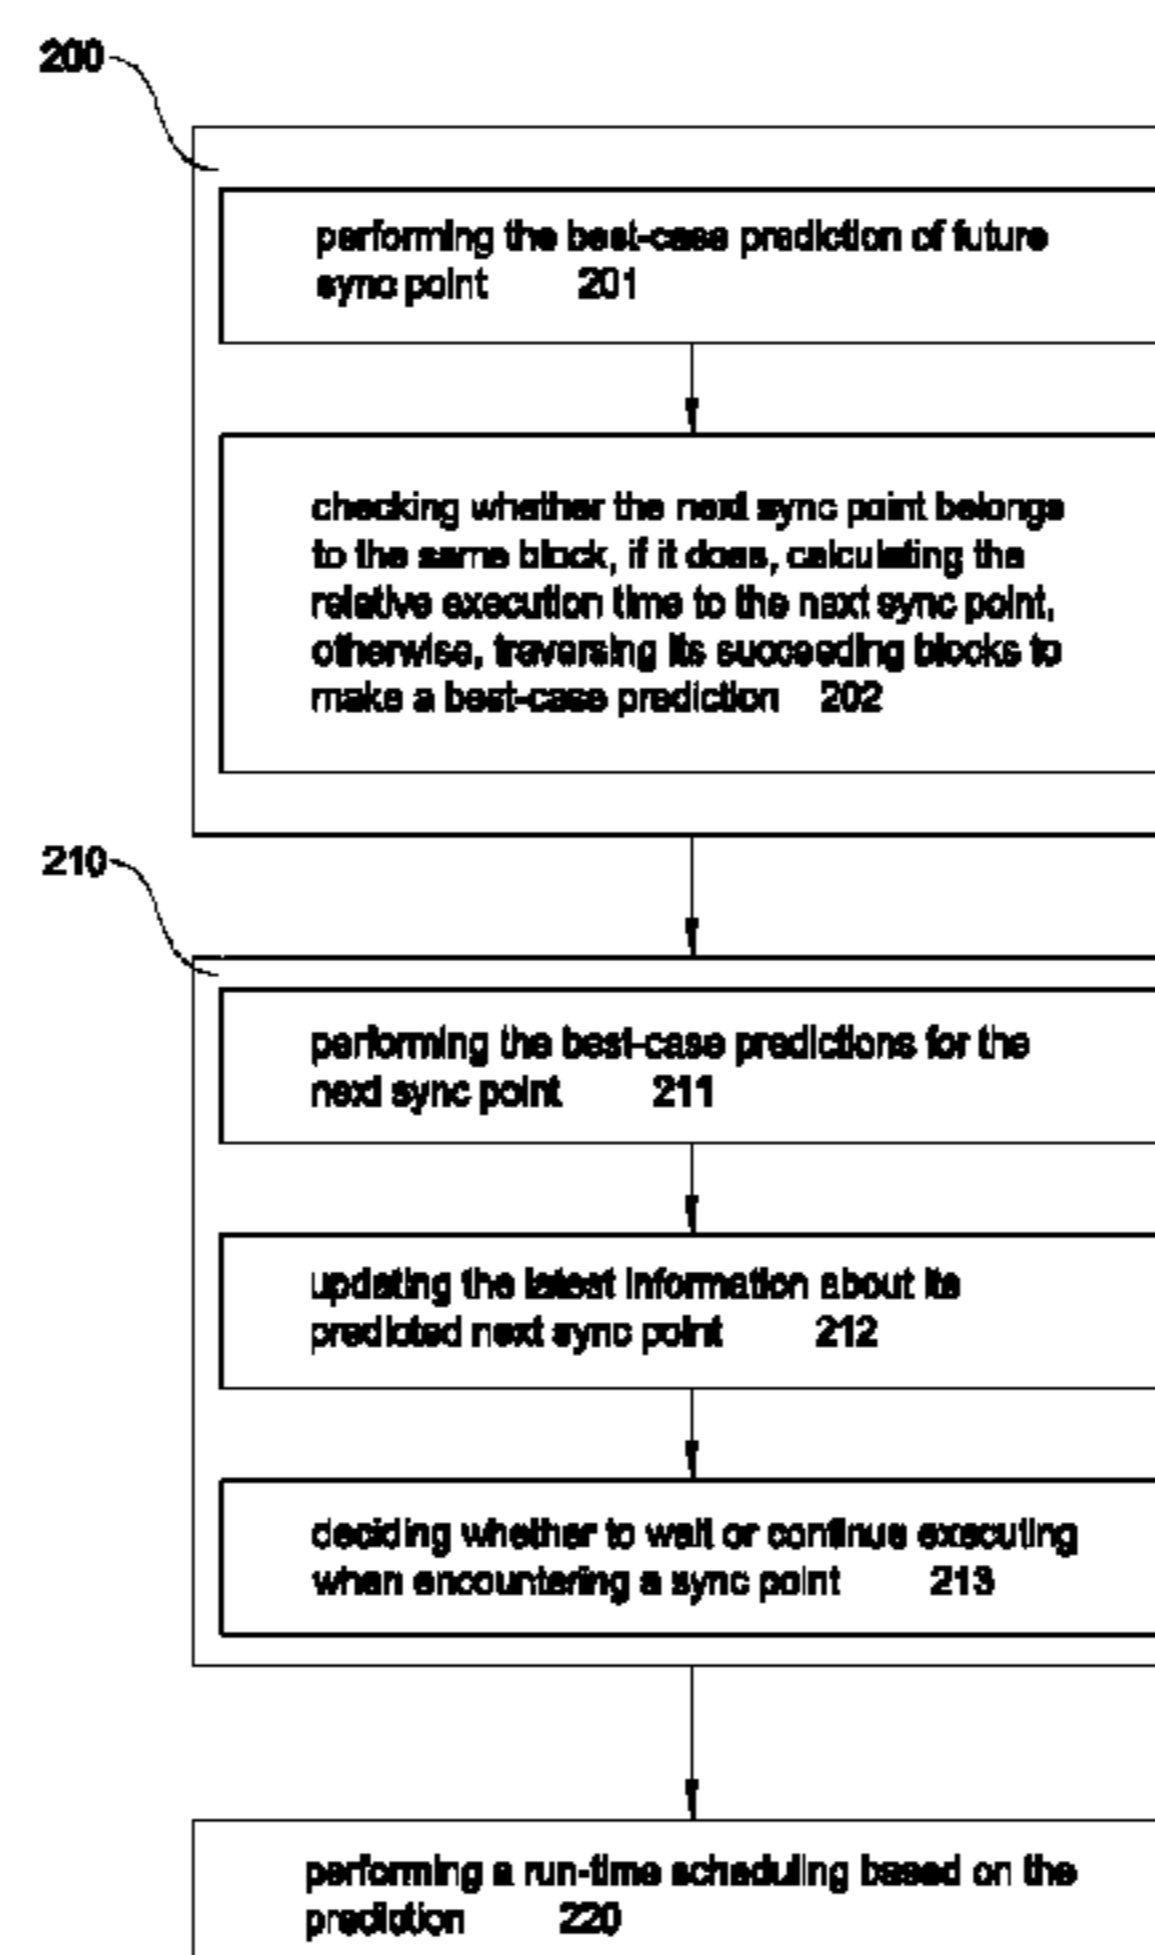 200
performing the best-case prediction of future
sync point 201
checking whether the next sync point belongs
to the same block, if it does, calculating the
relative execution time to the next sync point,
otherwise, traversing its succeeding blocks to
make a best-case prediction 202
210
performing the best-case predictions for the
next sync point 211
updating the latest information about its
predicted next sync point 212
deciding whether to wait or continue executing
when encountering a sync point 213
performing a run-time scheduling based on the
prediction 220